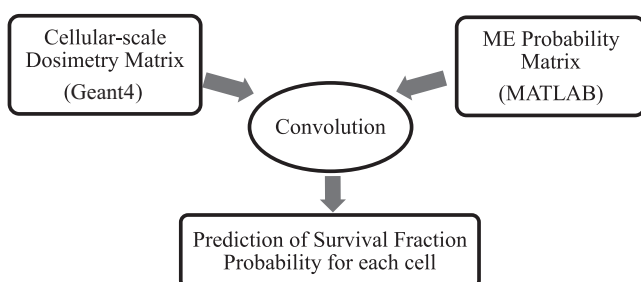 Cellular-scale
Dosimetry Matrix
(Geant4)
ME Probability
Matrix
(MATLAB)
Convolution
Prediction of Survival Fraction
Probability for each cell